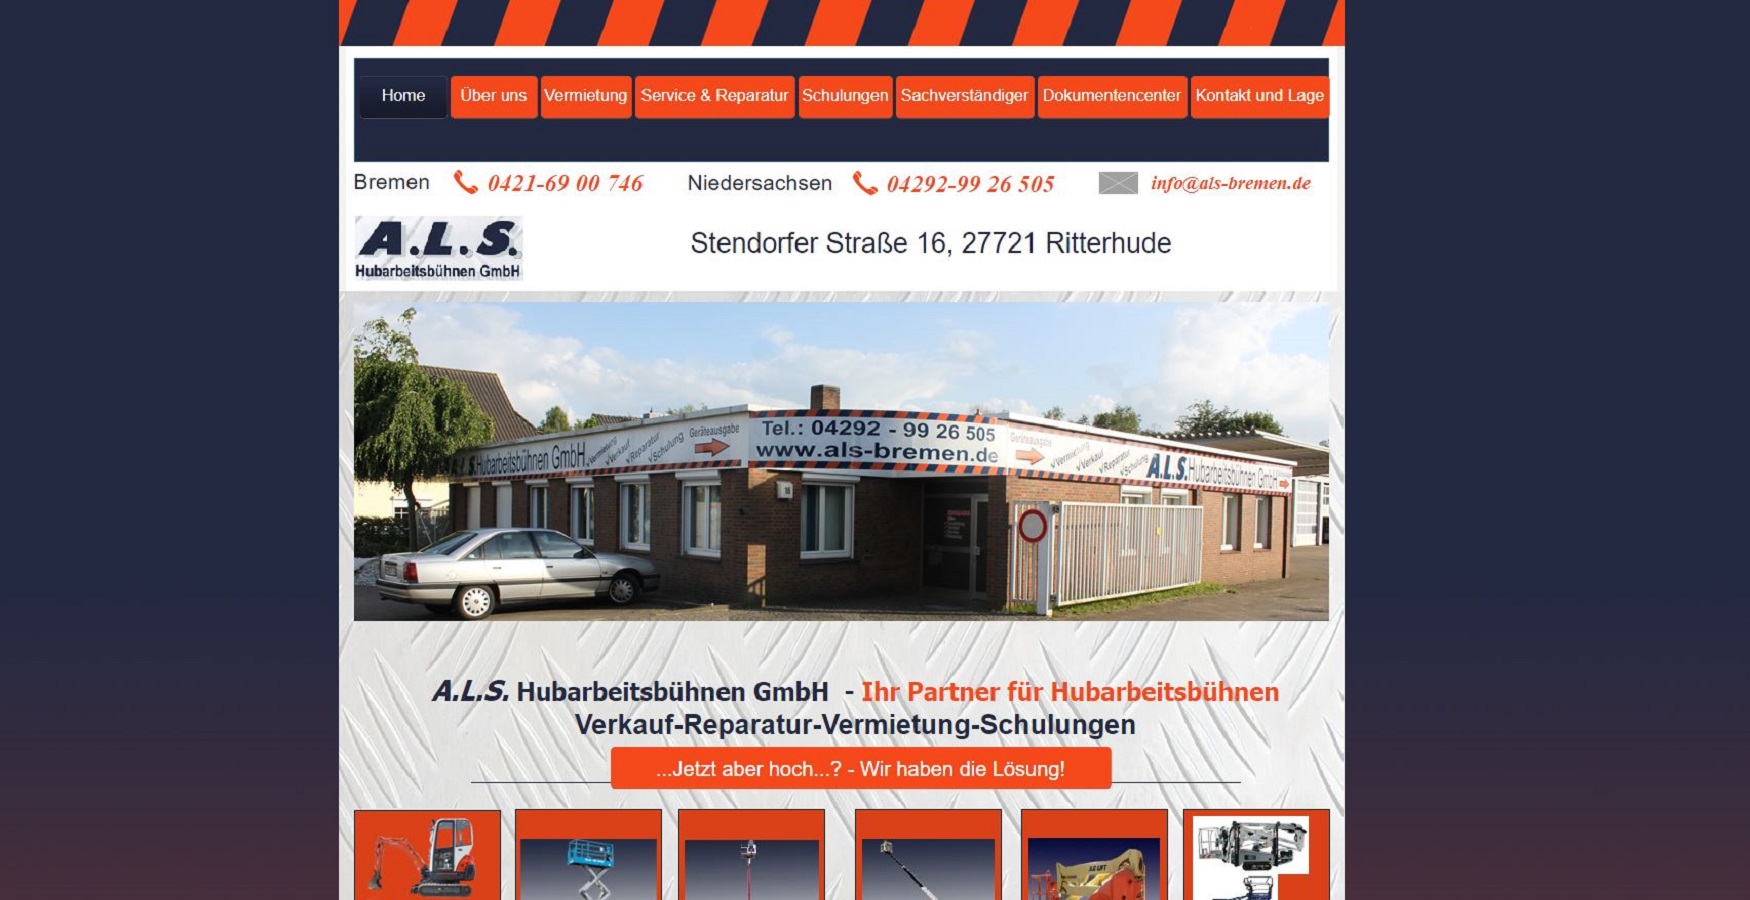 Home Über uns Vermietung Service & Reparatur Schulungen Sachverständiger Dokumentencenter Kontakt und Lage
Bremen 0421-69 00 746 Niedersachsen 04292-99 26 505 info@als-bremen.de
A.L.S.
Hubarbeitsbühnen GmbH
Stendorfer Straße 16, 27721 Ritterhude
A.L.S. Hubarbeitsbühnen GmbH √Vermietung √Verkauf √Reparatur √Schulung Geräteausgabe
Tel.: 04292 - 99 26 505
www.als-bremen.de
Geräteausgabe √Vermietung √Verkauf √Reparatur √Schulung A.L.S. Hubarbeitsbühnen GmbH
A.L.S. Hubarbeitsbühnen GmbH - Ihr Partner für Hubarbeitsbühnen
Verkauf-Reparatur-Vermietung-Schulungen
...Jetzt aber hoch...? - Wir haben die Lösung!